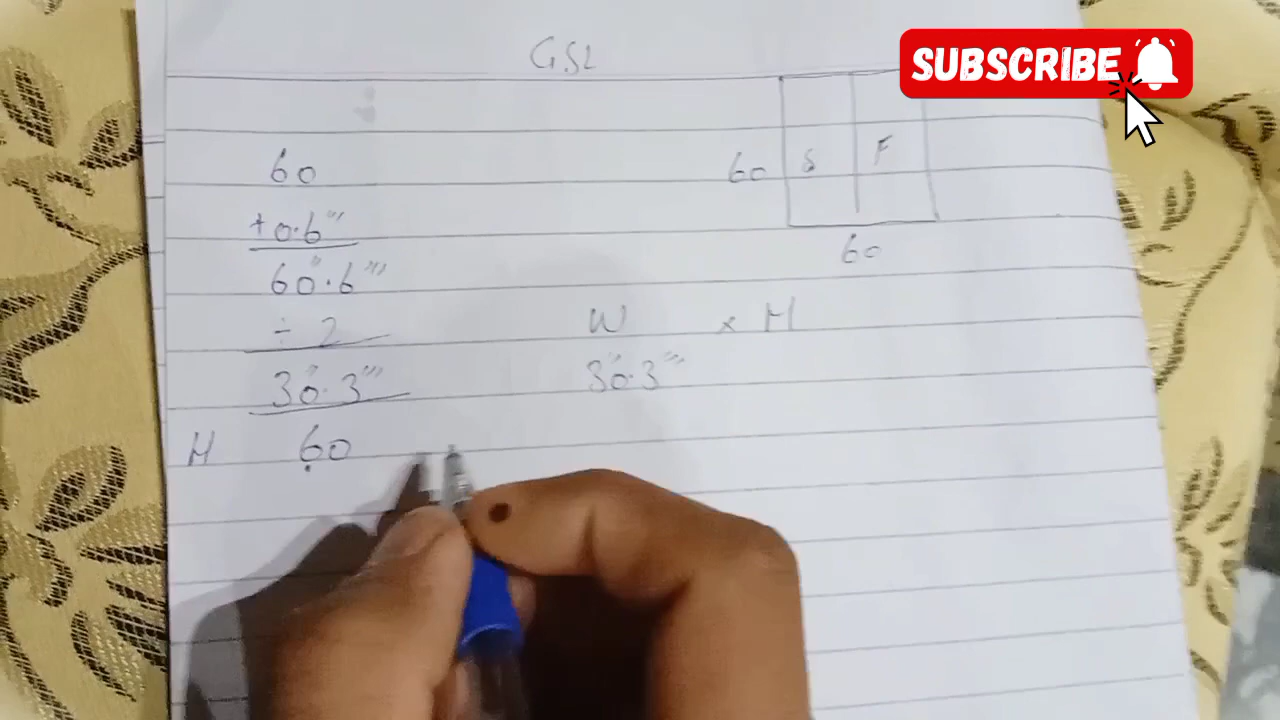 GSL
SUBSCRIBE
60
+0.6'''
60".6'''
÷ 2
30".3'''
H 60
60 S F
60
W x H
30".3'''